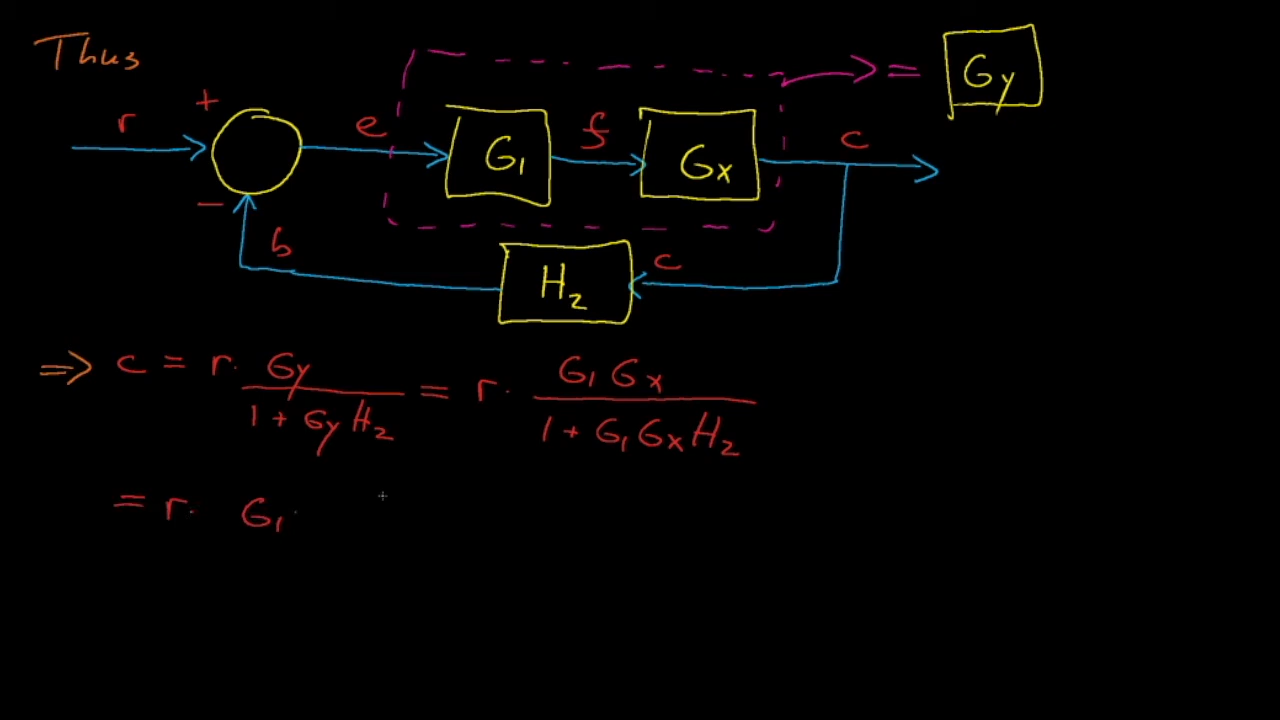 Thus
r + e G₁ f Gx c = Gy
− b H₂ c
⇒ c = r · Gy / (1 + Gy H₂) = r · G₁ Gx / (1 + G₁ Gx H₂)
= r · G₁ ·